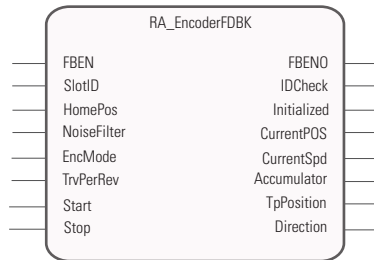 RA_EncoderFDBK
FBEN FBENO
SlotID IDCheck
HomePos Initialized
NoiseFilter CurrentPOS
EncMode CurrentSpd
TrvPerRev Accumulator
Start TpPosition
Stop Direction